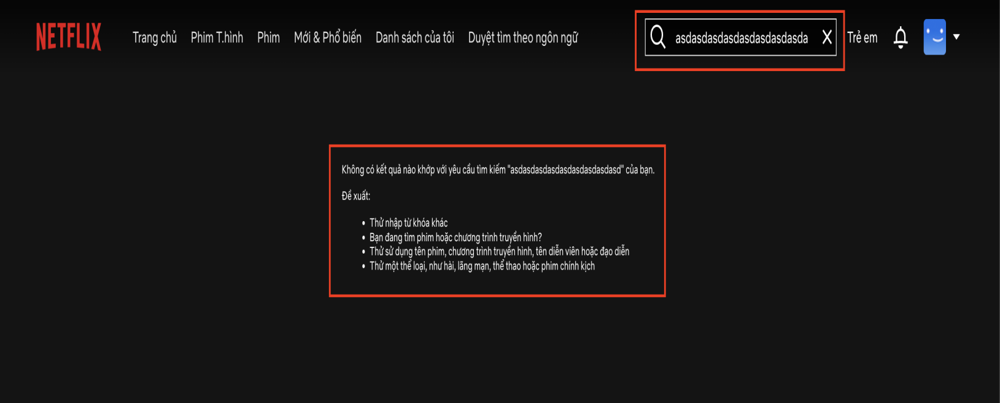 NETFLIX Trang chủ Phim T.hình Phim Mới & Phổ biến Danh sách của tôi Duyệt tìm theo ngôn ngữ asdasdasdasdasdasdasdasda Trẻ em
Không có kết quả nào khớp với yêu cầu tìm kiếm "asdasdasdasdasdasdasdasdasd" của bạn.
Đề xuất:
• Thử nhập từ khóa khác
• Bạn đang tìm phim hoặc chương trình truyền hình?
• Thử sử dụng tên phim, chương trình truyền hình, tên diễn viên hoặc đạo diễn
• Thử một thể loại, như hài, lãng mạn, thể thao hoặc phim chính kịch